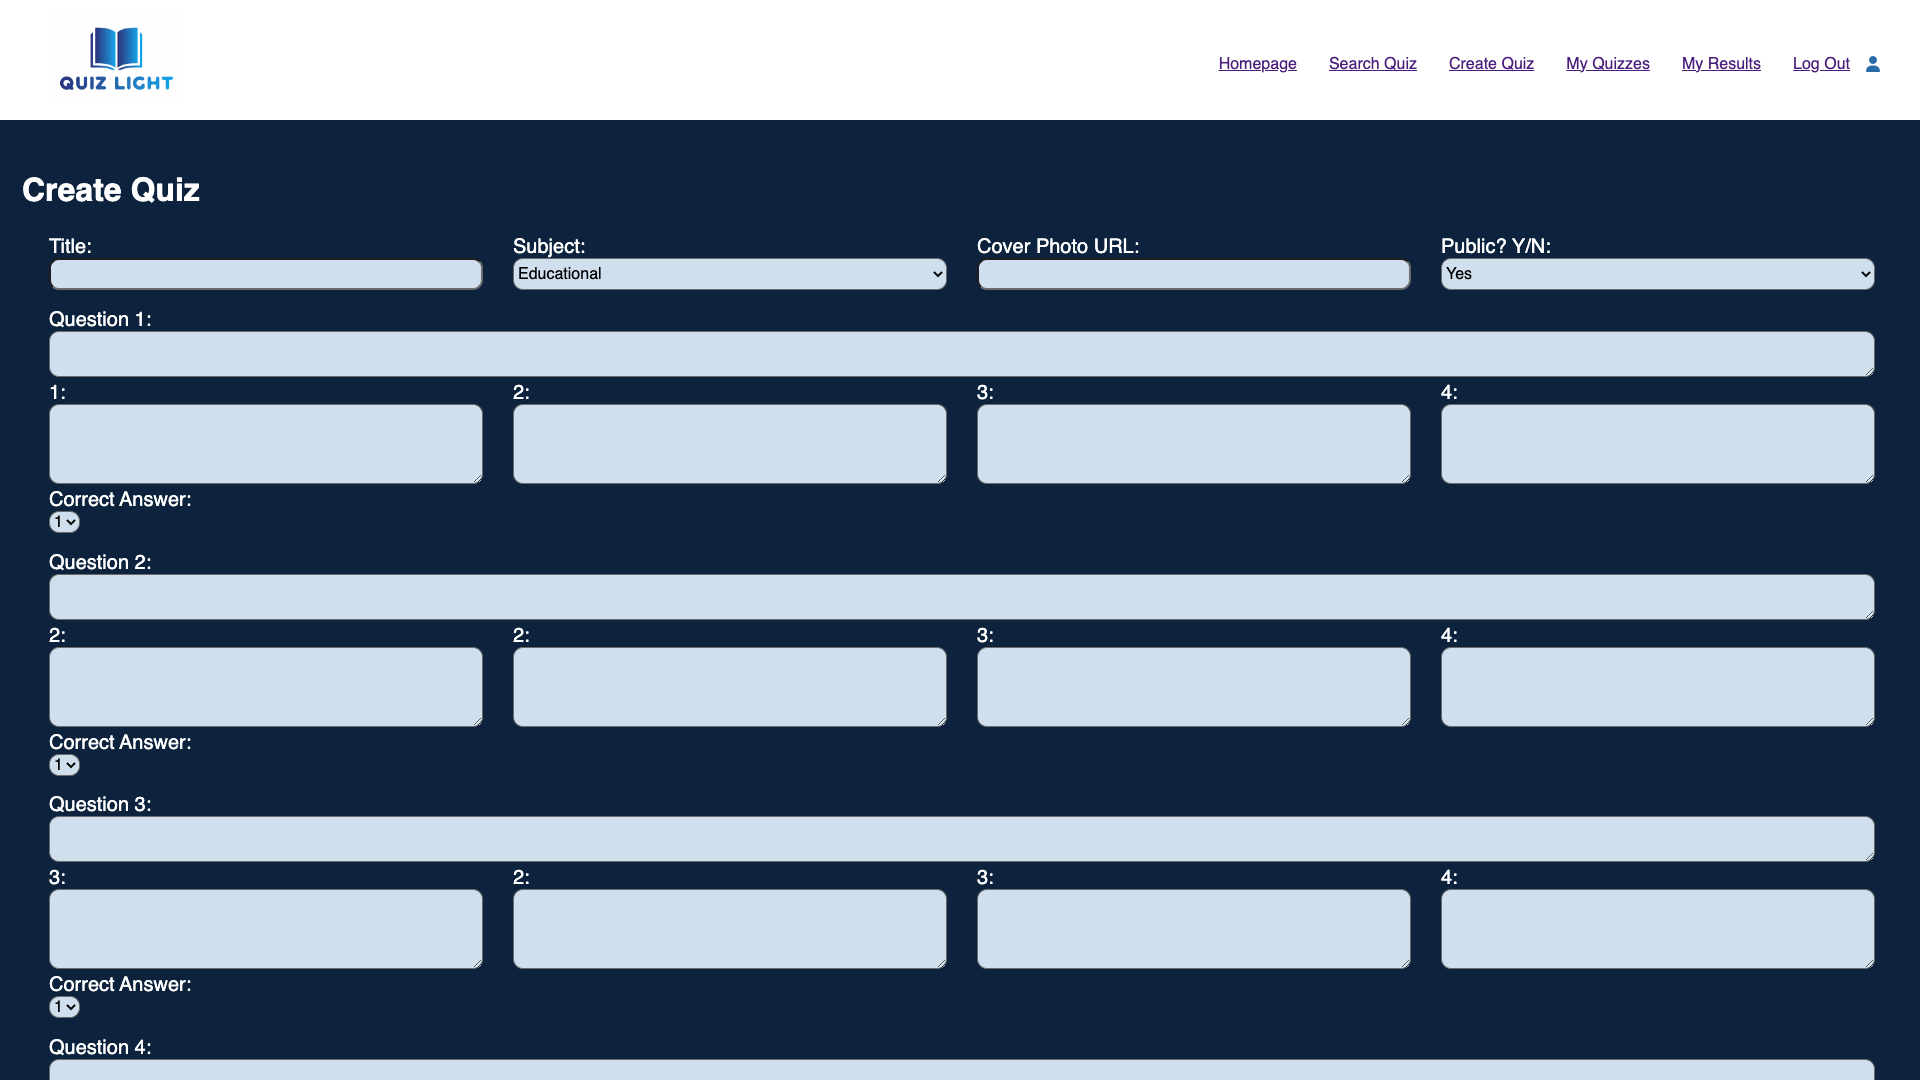 QUIZ LIGHT
Homepage Search Quiz Create Quiz My Quizzes My Results Log Out
Create Quiz
Title: Subject: Cover Photo URL: Public? Y/N:
Educational Yes
Question 1:
1: 2: 3: 4:
Correct Answer:
1
Question 2:
2: 2: 3: 4:
Correct Answer:
1
Question 3:
3: 2: 3: 4:
Correct Answer:
1
Question 4: